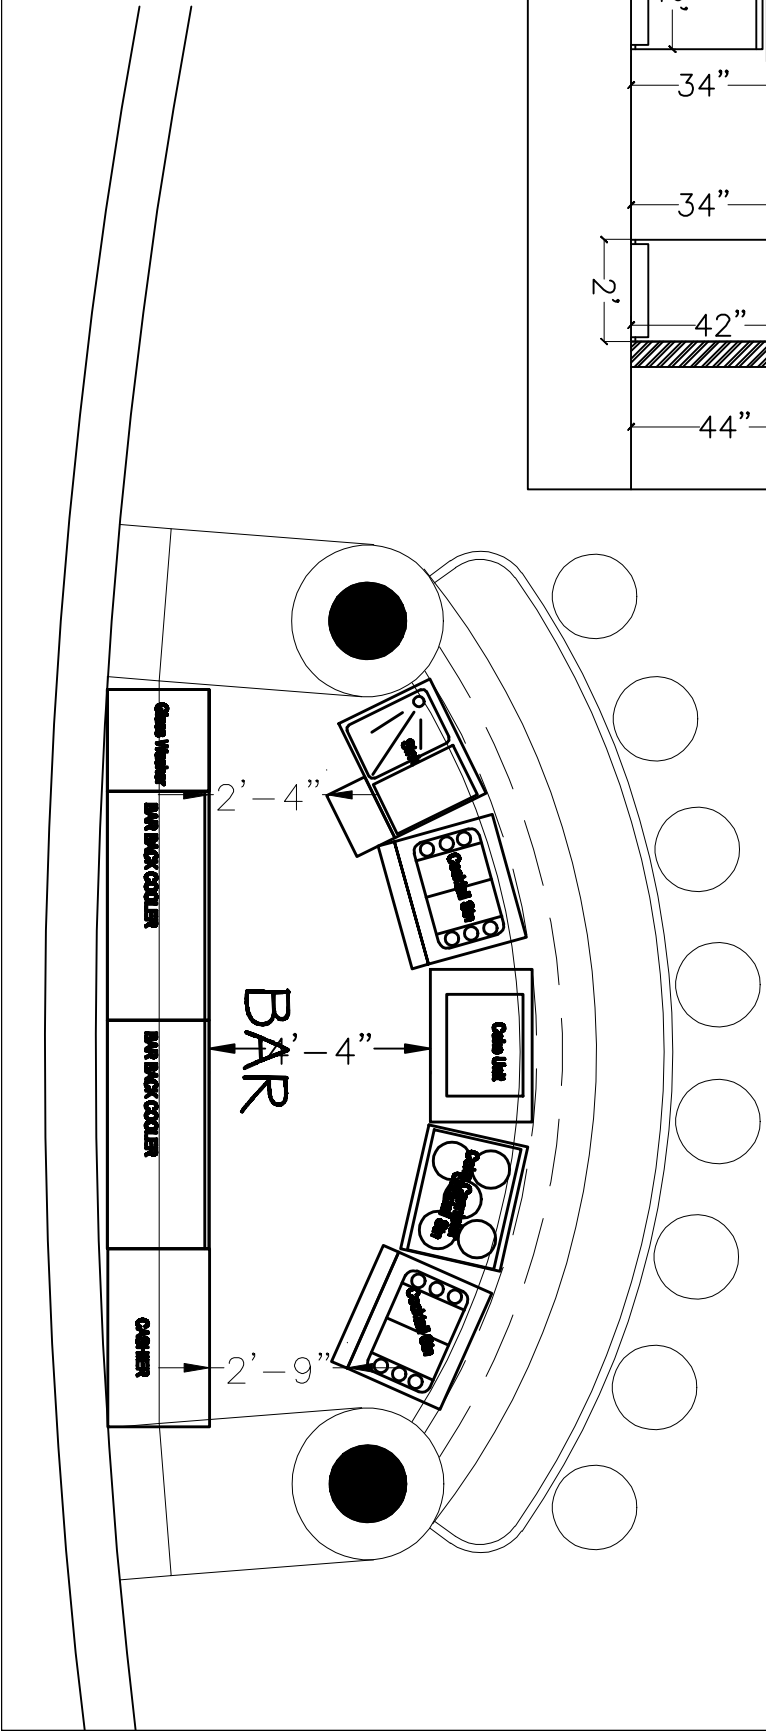 34”
34”
2’
42”
44”
Glass Washer
2’-4”
Sink
BAR BACK COOLER
Cocktail Stn
BAR
4’-4”
Coke Unit
BAR BACK COOLER
Cocktail Stn
CASHIER
2’-9”